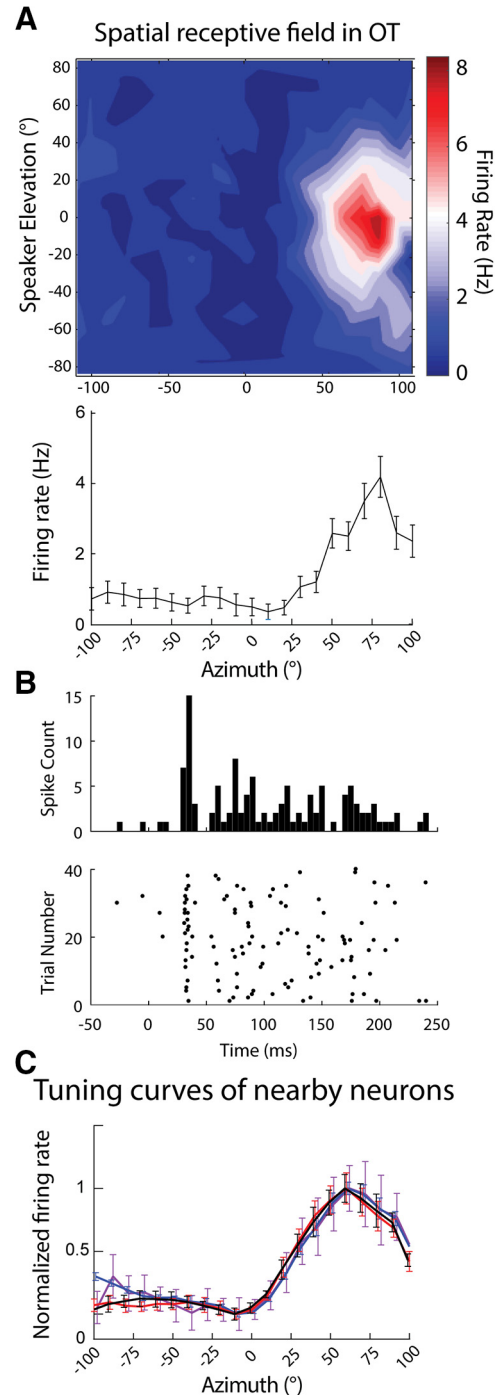 A
Spatial receptive field in OT
Speaker Elevation (°)
80
60
40
20
0
-20
-40
-60
-80
-100 -50 0 50 100
8
6
4
2
0
Firing Rate (Hz)
Firing rate (Hz)
6
4
2
0
-100 -75 -50 -25 0 25 50 75 100
Azimuth (°)
B
Spike Count
15
10
5
0
Trial Number
40
20
0
-50 0 50 100 150 200 250
Time (ms)
C
Tuning curves of nearby neurons
Normalized firing rate
1
0.5
0
-100 -75 -50 -25 0 25 50 75 100
Azimuth (°)